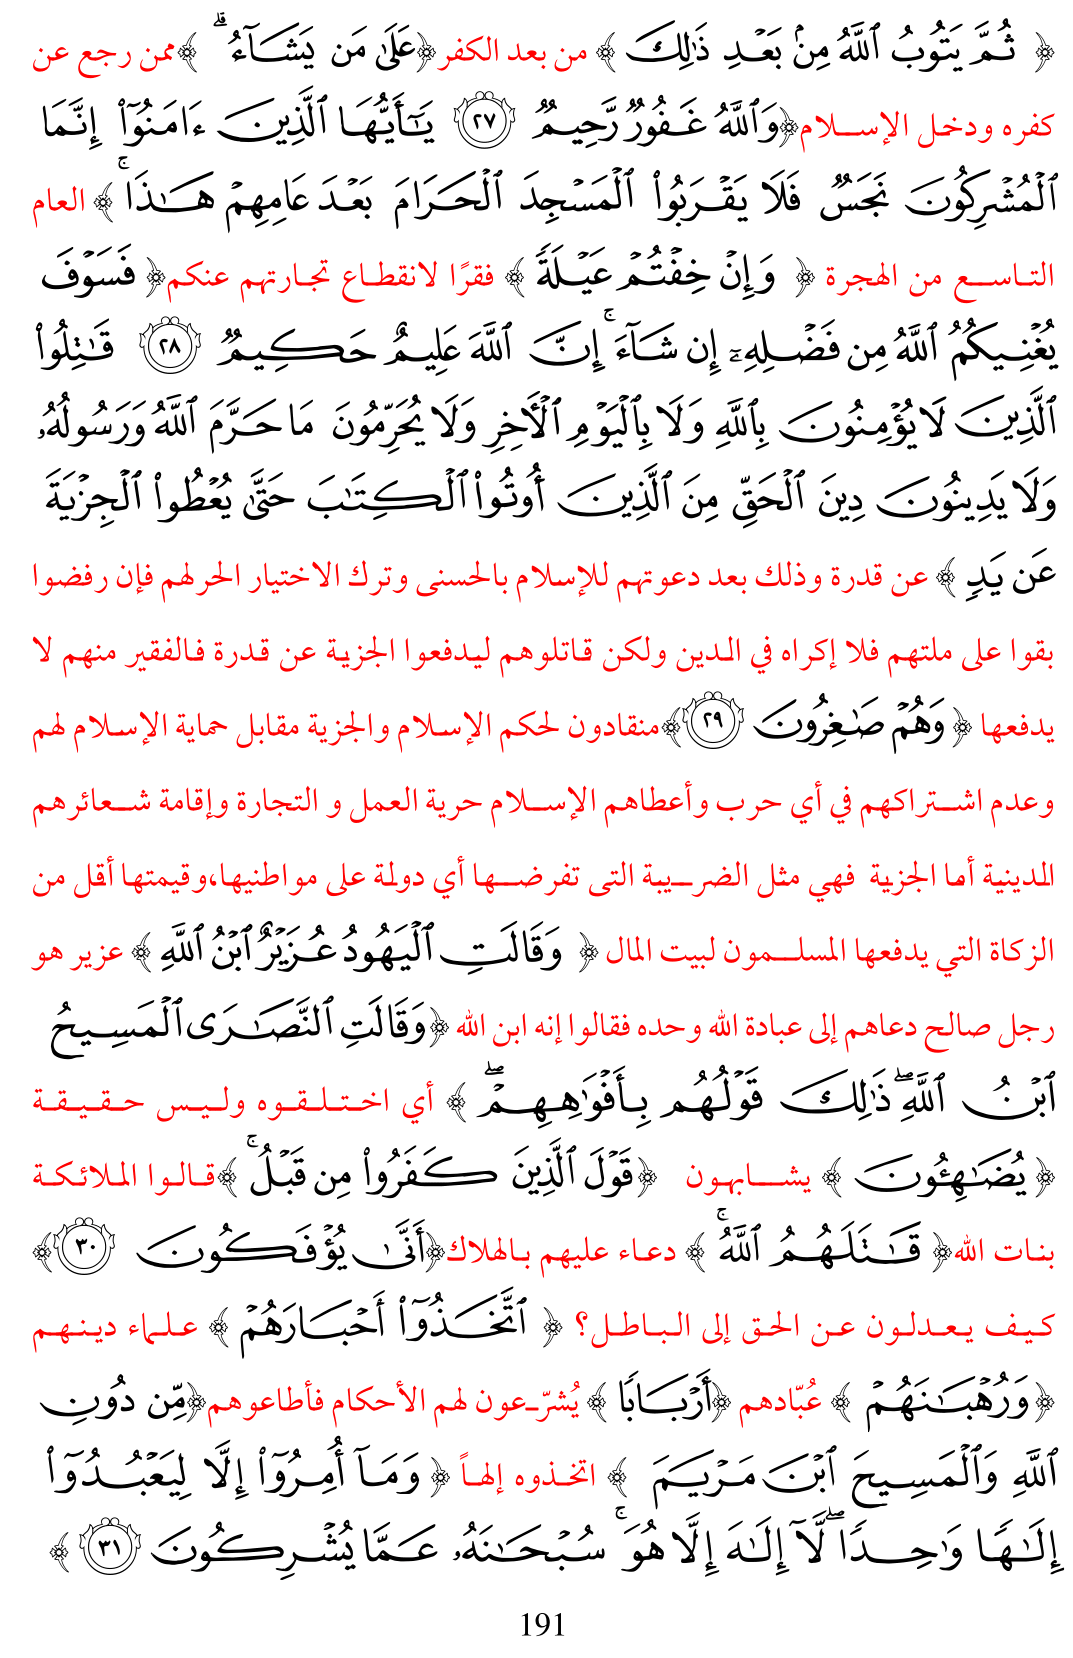 ﴿ ثُمَّ يَتُوبُ ٱللَّهُ مِنۢ بَعْدِ ذَٰلِكَ ﴾ من بعد الكفر﴿عَلَىٰ مَن يَشَآءُ ۗ ﴾ممن رجع عن
كفره ودخل الإسلام﴿وَٱللَّهُ غَفُورٌ رَّحِيمٌ ٢٧ يَٰٓأَيُّهَا ٱلَّذِينَ ءَامَنُوٓا۟ إِنَّمَا
ٱلْمُشْرِكُونَ نَجَسٌ فَلَا يَقْرَبُوا۟ ٱلْمَسْجِدَ ٱلْحَرَامَ بَعْدَ عَامِهِمْ هَٰذَا ۚ ﴾ العام
التاسع من الهجرة ﴿ وَإِنْ خِفْتُمْ عَيْلَةً ﴾ فقرًا لانقطاع تجارتهم عنكم﴿ فَسَوْفَ
يُغْنِيكُمُ ٱللَّهُ مِن فَضْلِهِۦٓ إِن شَآءَ ۚ إِنَّ ٱللَّهَ عَلِيمٌ حَكِيمٌ ٢٨ قَٰتِلُوا۟
ٱلَّذِينَ لَا يُؤْمِنُونَ بِٱللَّهِ وَلَا بِٱلْيَوْمِ ٱلْأَخِرِ وَلَا يُحَرِّمُونَ مَا حَرَّمَ ٱللَّهُ وَرَسُولُهُۥ
وَلَا يَدِينُونَ دِينَ ٱلْحَقِّ مِنَ ٱلَّذِينَ أُوتُوا۟ ٱلْكِتَٰبَ حَتَّىٰ يُعْطُوا۟ ٱلْجِزْيَةَ
عَن يَدٍ ﴾ عن قدرة وذلك بعد دعوتهم للإسلام بالحسنى وترك الاختيار الحر لهم فإن رفضوا
بقوا على ملتهم فلا إكراه في الدين ولكن قاتلوهم ليدفعوا الجزية عن قدرة فالفقير منهم لا
يدفعها ﴿ وَهُمْ صَٰغِرُونَ ٢٩ ﴾منقادون لحكم الإسلام والجزية مقابل حماية الإسلام لهم
وعدم اشتراكهم في أي حرب وأعطاهم الإسلام حرية العمل و التجارة وإقامة شعائرهم
الدينية أما الجزية فهي مثل الضريبة التى تفرضها أي دولة على مواطنيها،وقيمتها أقل من
الزكاة التي يدفعها المسلمون لبيت المال ﴿ وَقَالَتِ ٱلْيَهُودُ عُزَيْرٌ ٱبْنُ ٱللَّهِ ﴾ عزير هو
رجل صالح دعاهم إلى عبادة الله وحده فقالوا إنه ابن الله ﴿وَقَالَتِ ٱلنَّصَٰرَى ٱلْمَسِيحُ
ٱبْنُ ٱللَّهِ ۖ ذَٰلِكَ قَوْلُهُم بِأَفْوَٰهِهِمْ ۖ ﴾ أي اختلقوه وليس حقيقة
﴿ يُضَٰهِـُٔونَ ﴾ يشابهون ﴿قَوْلَ ٱلَّذِينَ كَفَرُوا۟ مِن قَبْلُ ۚ ﴾قالوا الملائكة
بنات الله﴿ قَٰتَلَهُمُ ٱللَّهُ ۚ ﴾ دعاء عليهم بالهلاك﴿أَنَّىٰ يُؤْفَكُونَ ٣٠ ﴾
كيف يعدلون عن الحق إلى الباطل؟ ﴿ ٱتَّخَذُوٓا۟ أَحْبَارَهُمْ ﴾ علماء دينهم
﴿ وَرُهْبَٰنَهُمْ ﴾ عُبّادهم ﴿أَرْبَابًا ﴾ يُشرّعون لهم الأحكام فأطاعوهم﴿مِّن دُونِ
ٱللَّهِ وَٱلْمَسِيحَ ٱبْنَ مَرْيَمَ ﴾ اتخذوه إلهاً ﴿ وَمَآ أُمِرُوٓا۟ إِلَّا لِيَعْبُدُوٓا۟
إِلَٰهًا وَٰحِدًا ۖ لَّآ إِلَٰهَ إِلَّا هُوَ ۚ سُبْحَٰنَهُۥ عَمَّا يُشْرِكُونَ ٣١ ﴾
191